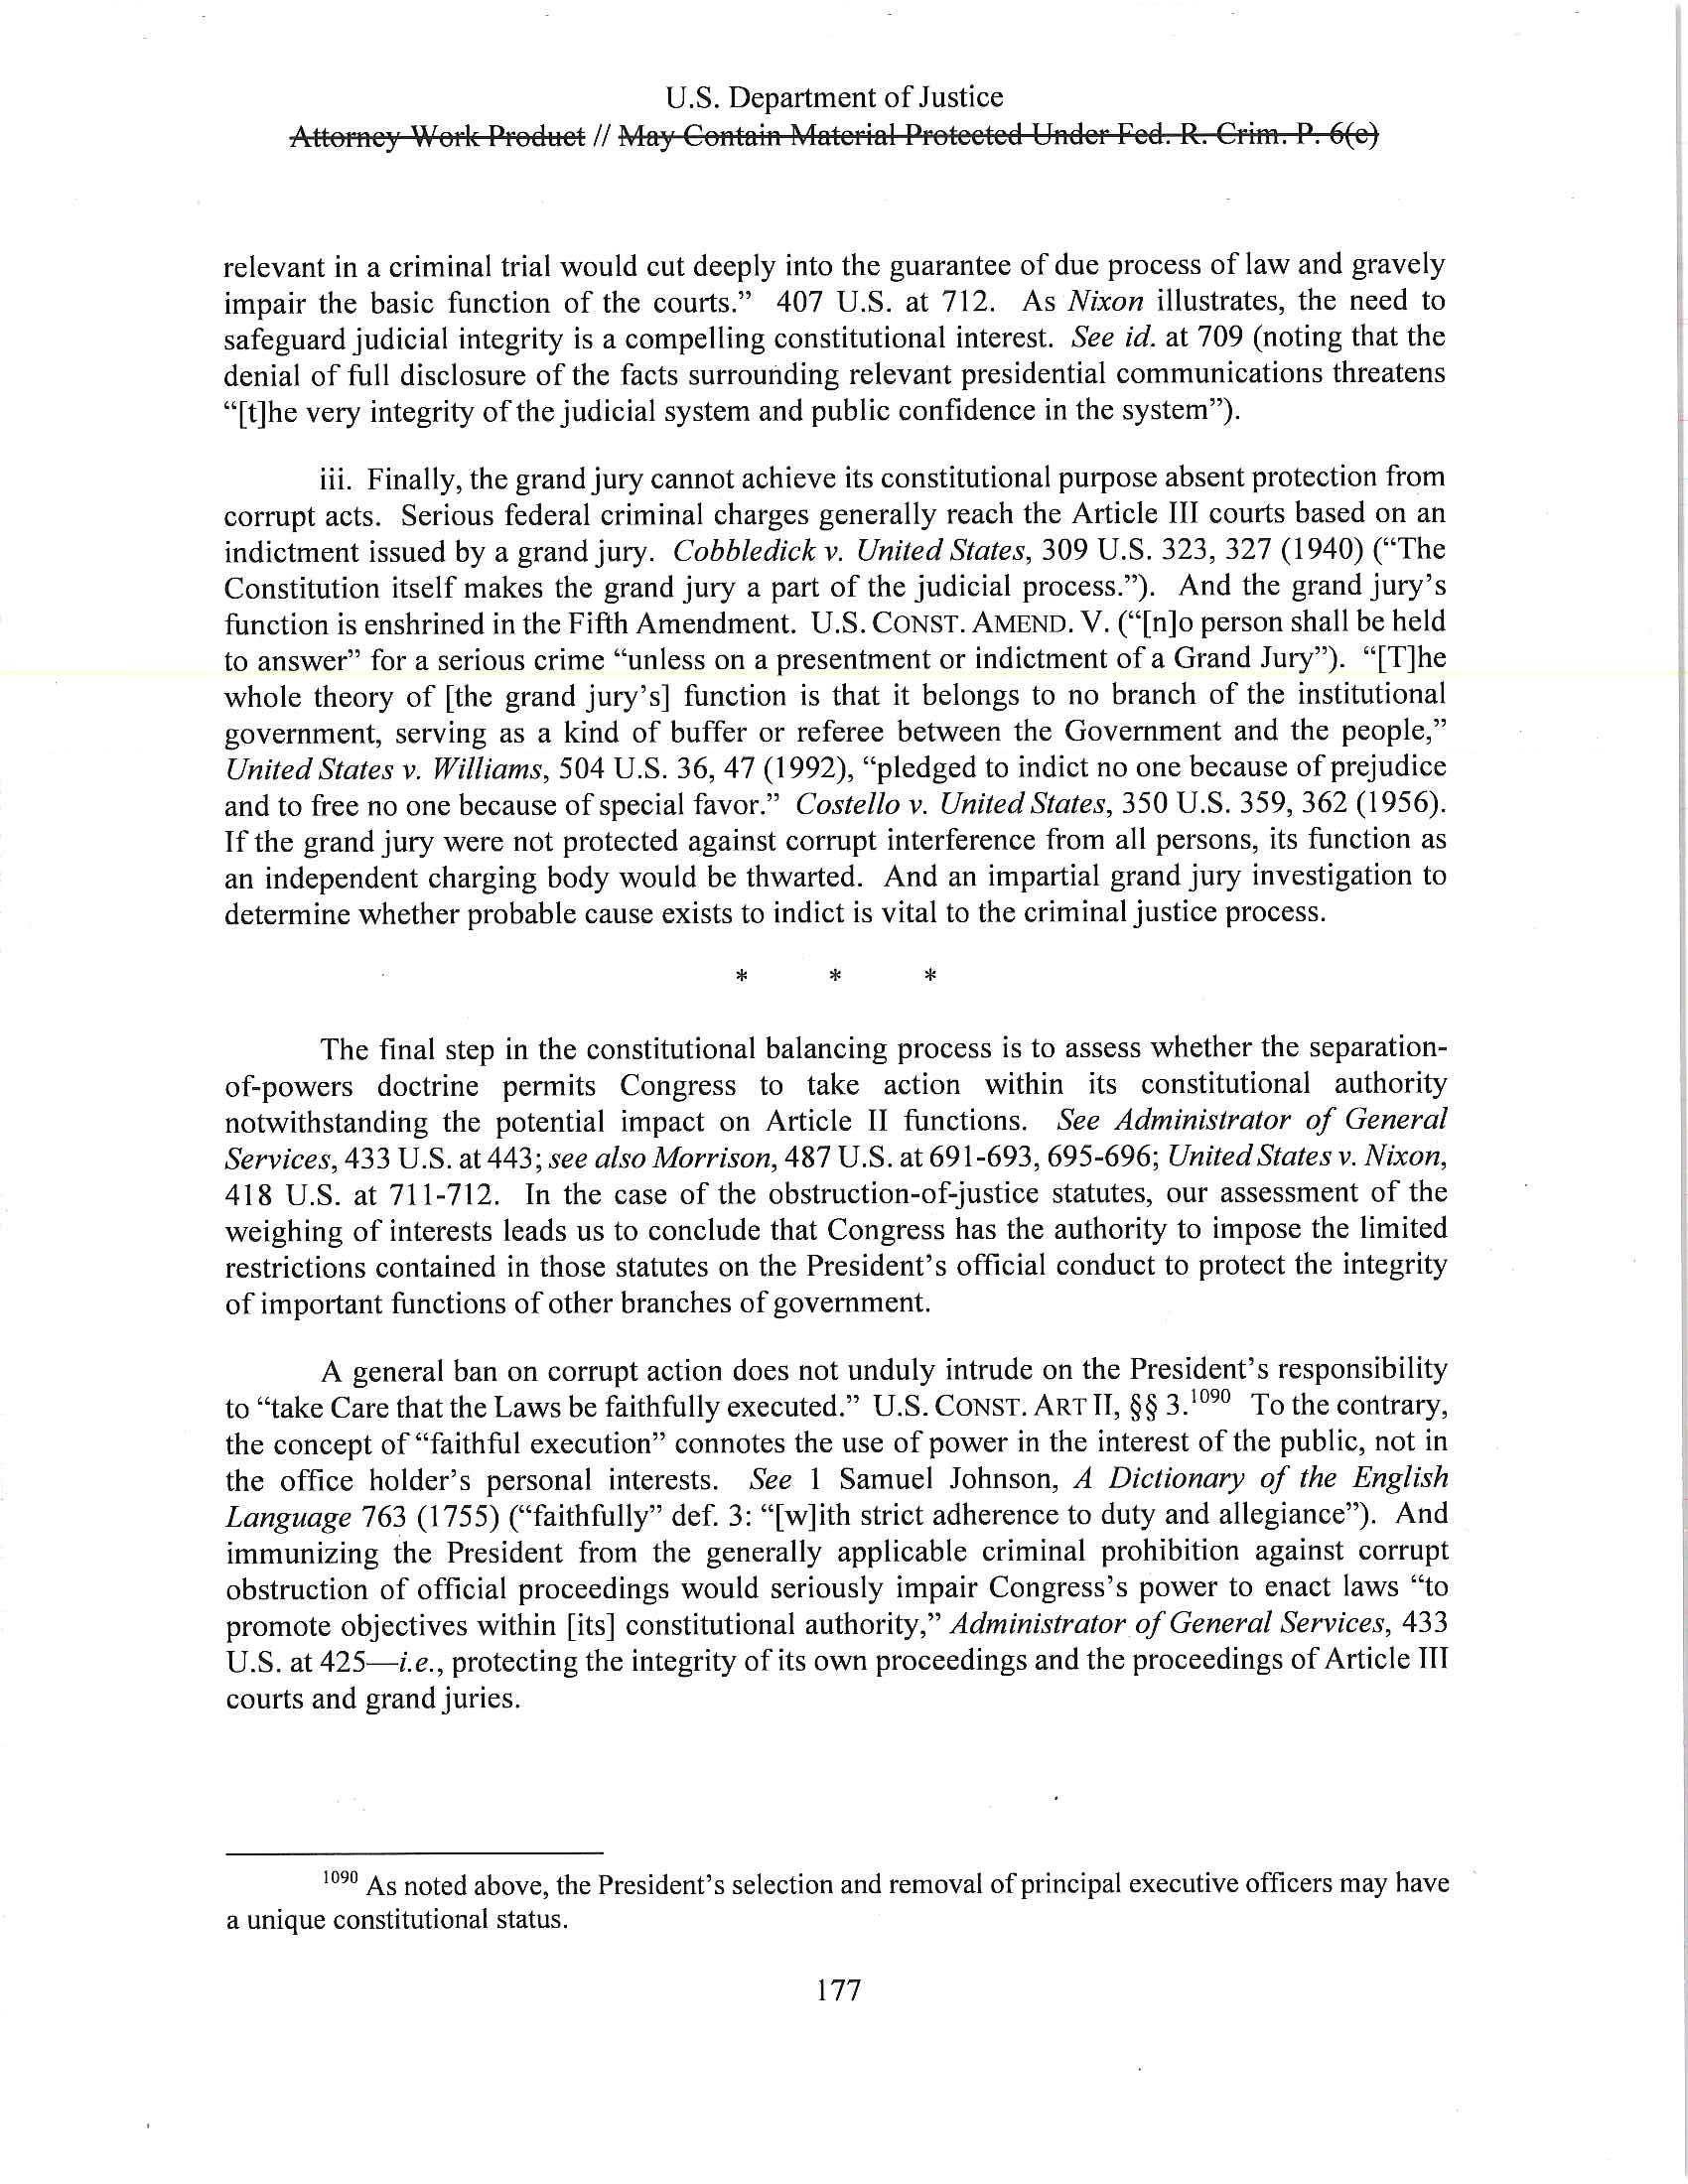 U.S. Department of Justice
Attorney Work Product // May Contain Material Protected Under Fed. R. Crim. P. 6(e)
relevant in a criminal trial would cut deeply into the guarantee of due process of law and gravely
impair the basic function of the courts.” 407 U.S. at 712. As Nixon illustrates, the need to
safeguard judicial integrity is a compelling constitutional interest. See id. at 709 (noting that the
denial of full disclosure of the facts surrounding relevant presidential communications threatens
“[t]he very integrity of the judicial system and public confidence in the system”).
iii. Finally, the grand jury cannot achieve its constitutional purpose absent protection from
corrupt acts. Serious federal criminal charges generally reach the Article III courts based on an
indictment issued by a grand jury. Cobbledick v. United States, 309 U.S. 323, 327 (1940) (“The
Constitution itself makes the grand jury a part of the judicial process.”). And the grand jury’s
function is enshrined in the Fifth Amendment. U.S. CONST. AMEND. V. (“[n]o person shall be held
to answer” for a serious crime “unless on a presentment or indictment of a Grand Jury”). “[T]he
whole theory of [the grand jury’s] function is that it belongs to no branch of the institutional
government, serving as a kind of buffer or referee between the Government and the people,”
United States v. Williams, 504 U.S. 36, 47 (1992), “pledged to indict no one because of prejudice
and to free no one because of special favor.” Costello v. United States, 350 U.S. 359, 362 (1956).
If the grand jury were not protected against corrupt interference from all persons, its function as
an independent charging body would be thwarted. And an impartial grand jury investigation to
determine whether probable cause exists to indict is vital to the criminal justice process.
* * *
The final step in the constitutional balancing process is to assess whether the separation-
of-powers doctrine permits Congress to take action within its constitutional authority
notwithstanding the potential impact on Article II functions. See Administrator of General
Services, 433 U.S. at 443; see also Morrison, 487 U.S. at 691-693, 695-696; United States v. Nixon,
418 U.S. at 711-712. In the case of the obstruction-of-justice statutes, our assessment of the
weighing of interests leads us to conclude that Congress has the authority to impose the limited
restrictions contained in those statutes on the President’s official conduct to protect the integrity
of important functions of other branches of government.
A general ban on corrupt action does not unduly intrude on the President’s responsibility
to “take Care that the Laws be faithfully executed.” U.S. CONST. ART II, §§ 3.1090 To the contrary,
the concept of “faithful execution” connotes the use of power in the interest of the public, not in
the office holder’s personal interests. See 1 Samuel Johnson, A Dictionary of the English
Language 763 (1755) (“faithfully” def. 3: “[w]ith strict adherence to duty and allegiance”). And
immunizing the President from the generally applicable criminal prohibition against corrupt
obstruction of official proceedings would seriously impair Congress’s power to enact laws “to
promote objectives within [its] constitutional authority,” Administrator of General Services, 433
U.S. at 425—i.e., protecting the integrity of its own proceedings and the proceedings of Article III
courts and grand juries.
1090 As noted above, the President’s selection and removal of principal executive officers may have
a unique constitutional status.
177